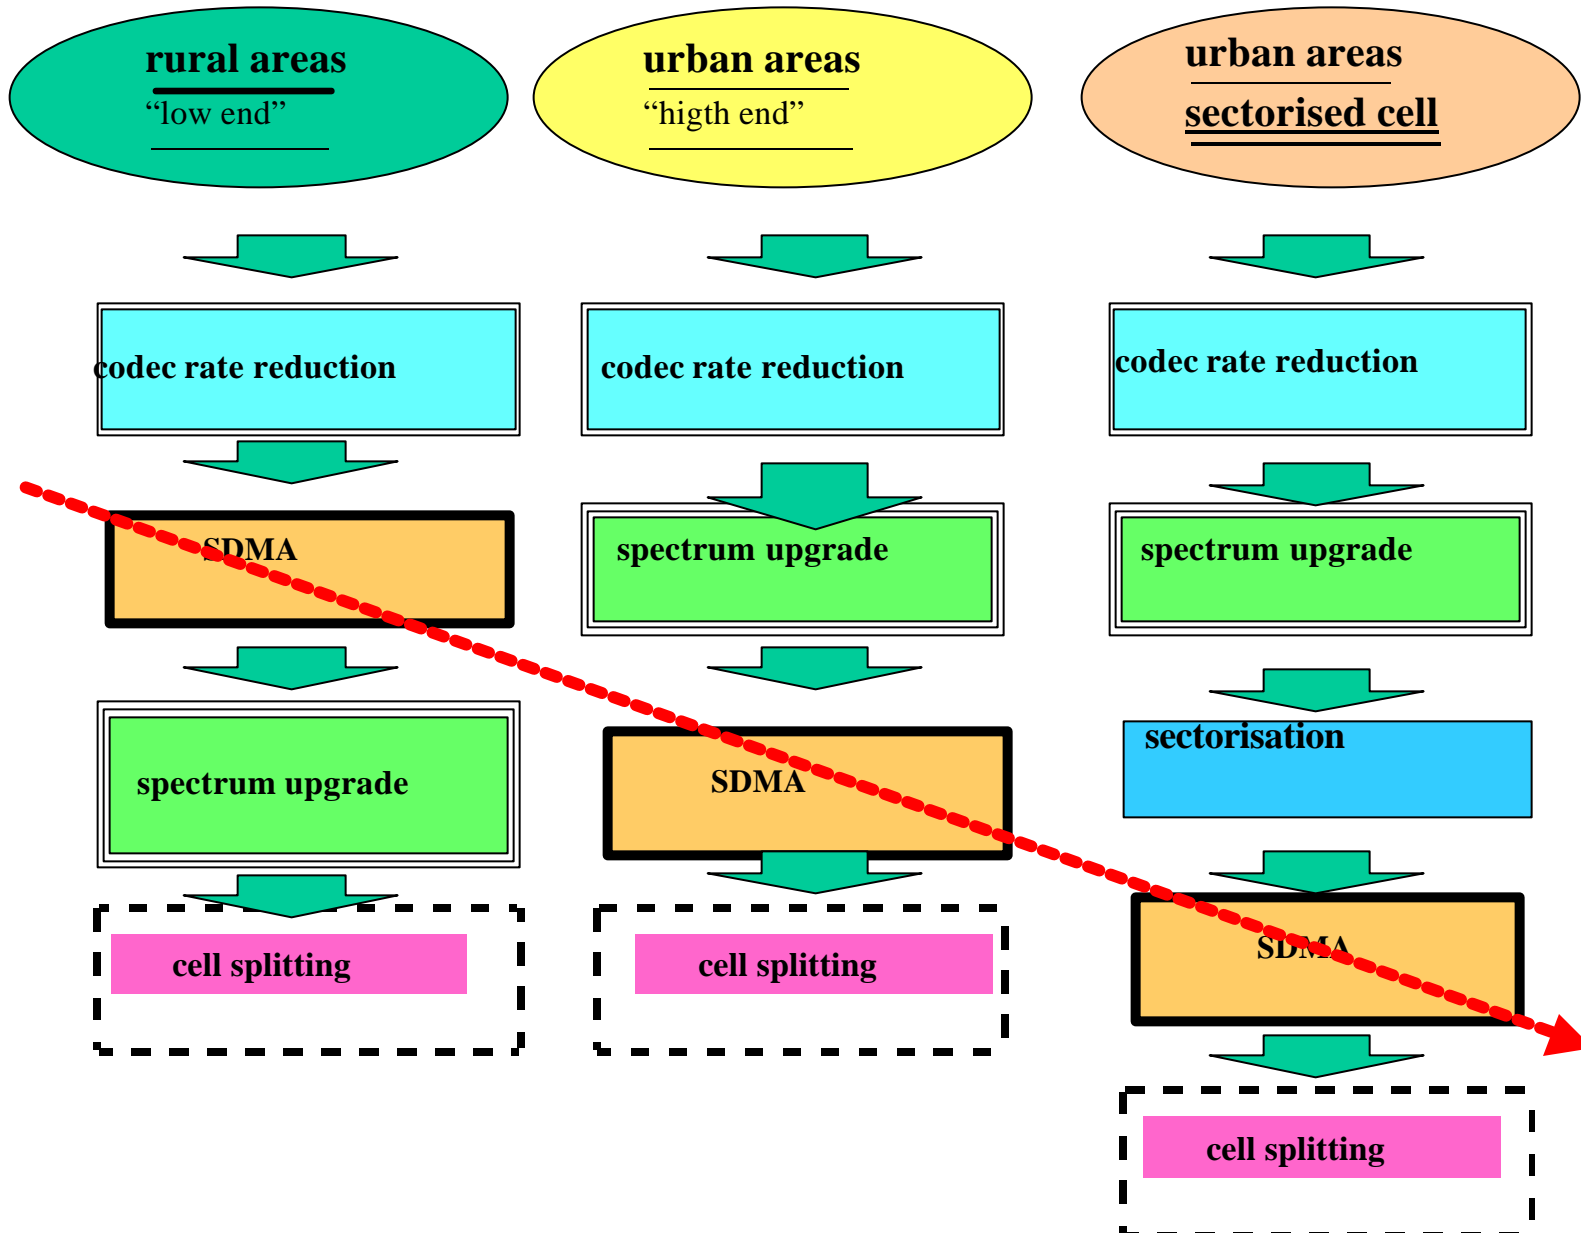 rural areas
“low end”
codec rate reduction
SDMA
spectrum upgrade
cell splitting
urban areas
“higth end”
codec rate reduction
spectrum upgrade
SDMA
cell splitting
urban areas
sectorised cell
codec rate reduction
spectrum upgrade
sectorisation
SDMA
cell splitting